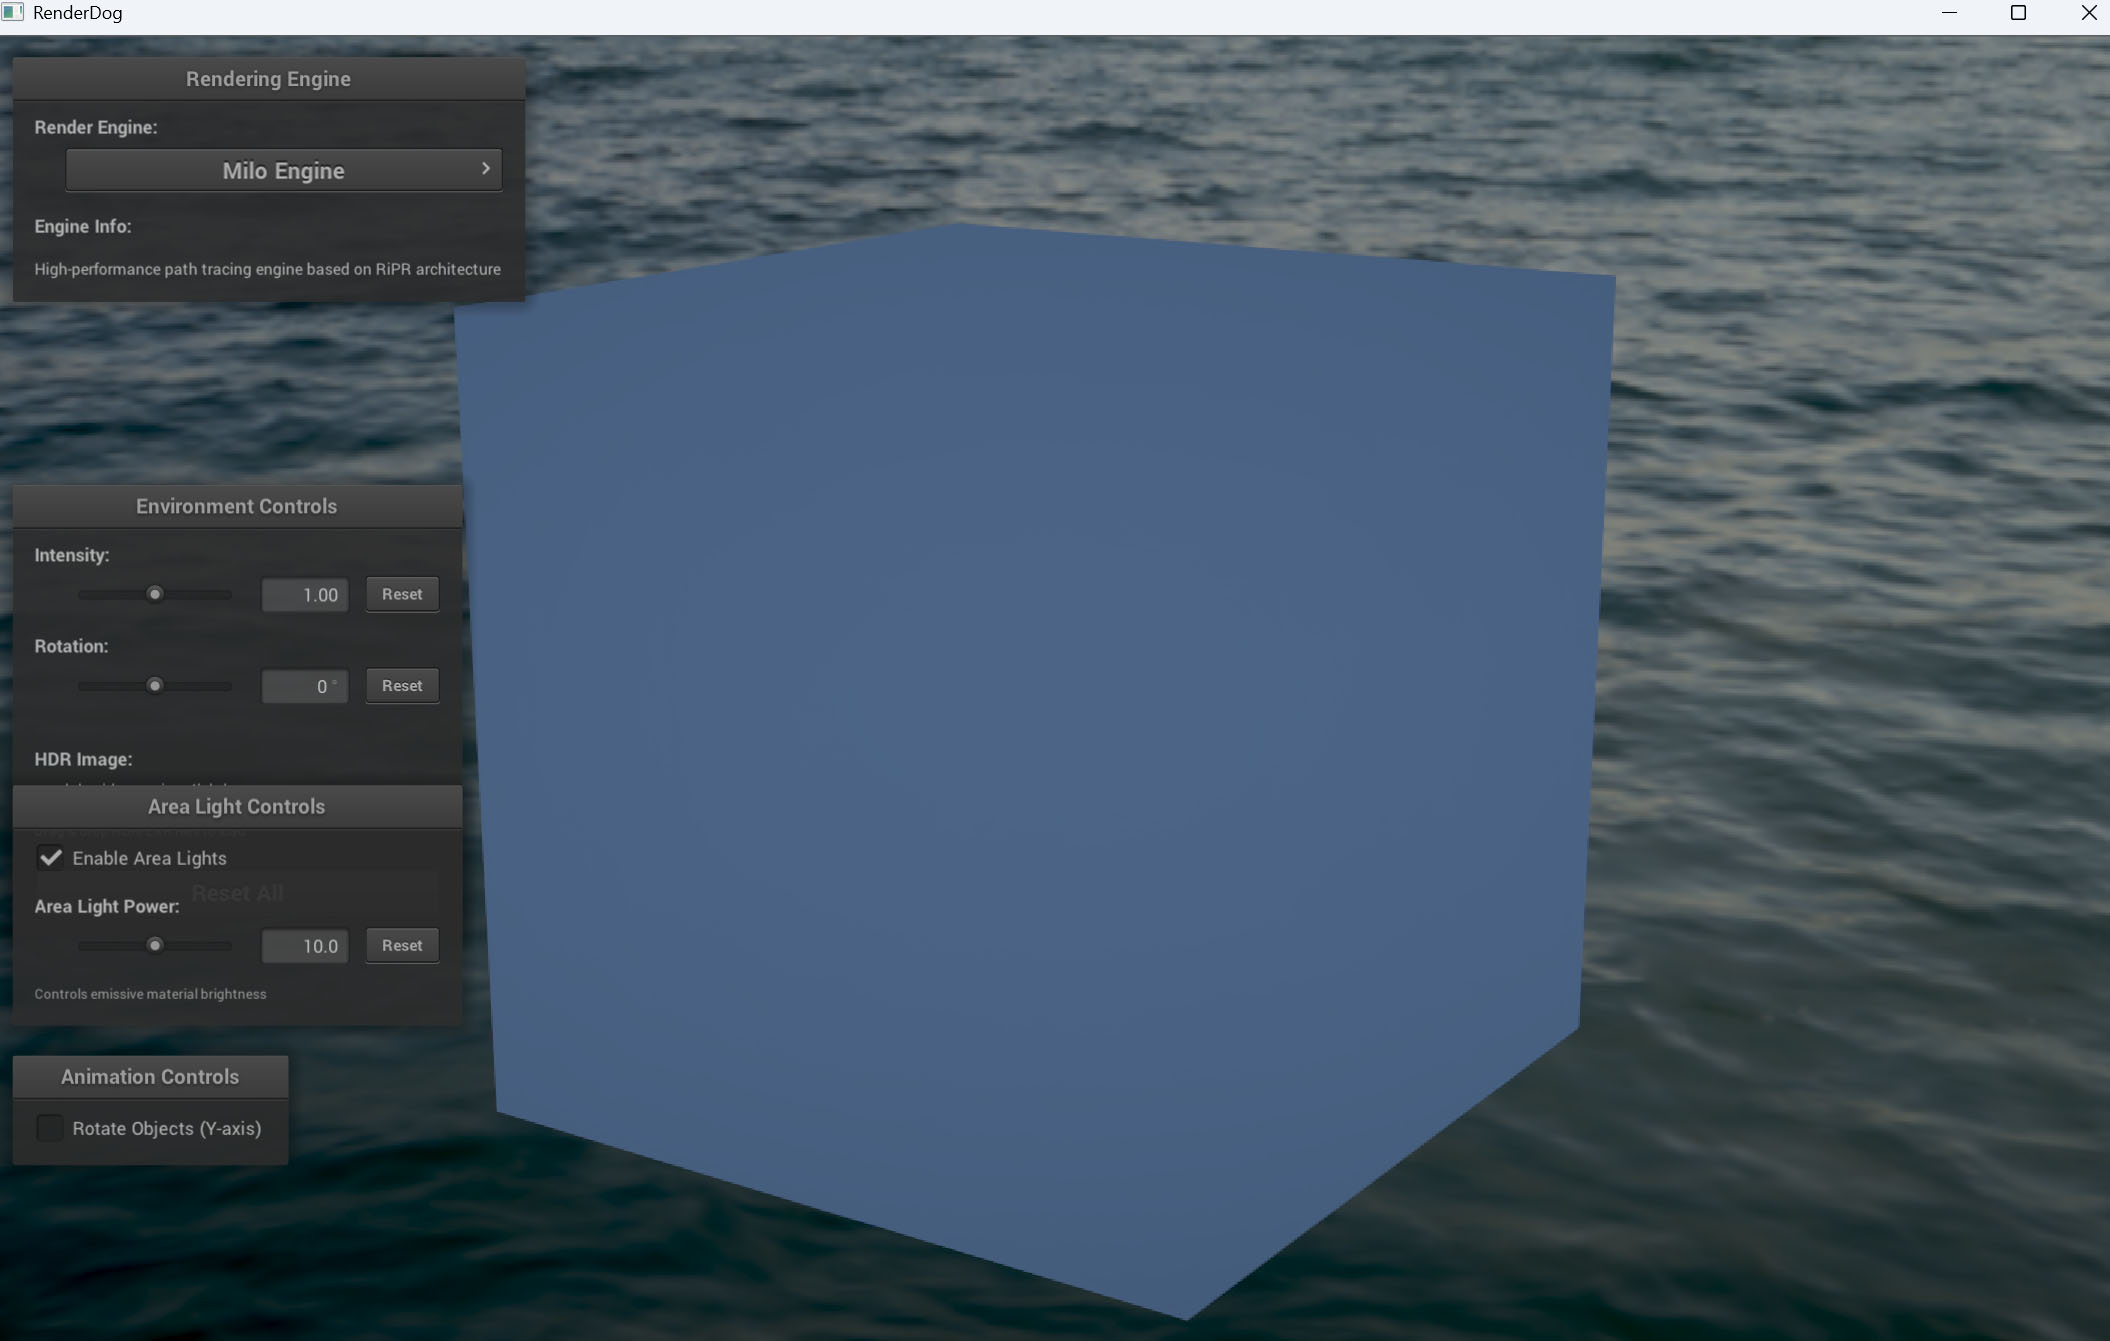 RenderDog
Rendering Engine
Render Engine:
Milo Engine
Engine Info:
High-performance path tracing engine based on RiPR architecture
Environment Controls
Intensity:
1.00 Reset
Rotation:
0 ° Reset
HDR Image:
Area Light Controls
Enable Area Lights
Reset All
Area Light Power:
10.0 Reset
Controls emissive material brightness
Animation Controls
Rotate Objects (Y-axis)